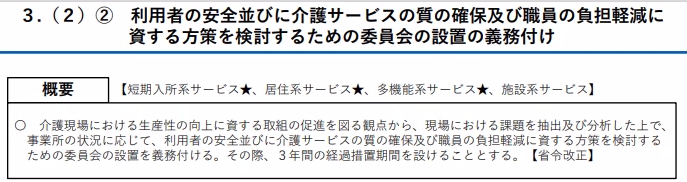 ３．（２）② 利用者の安全並びに介護サービスの質の確保及び職員の負担軽減に
資する方策を検討するための委員会の設置の義務付け
概要
【短期入所系サービス★、居住系サービス★、多機能系サービス★、施設系サービス】
○ 介護現場における生産性の向上に資する取組の促進を図る観点から、現場における課題を抽出及び分析した上で、
事業所の状況に応じて、利用者の安全並びに介護サービスの質の確保及び職員の負担軽減に資する方策を検討する
ための委員会の設置を義務付ける。その際、３年間の経過措置期間を設けることとする。【省令改正】